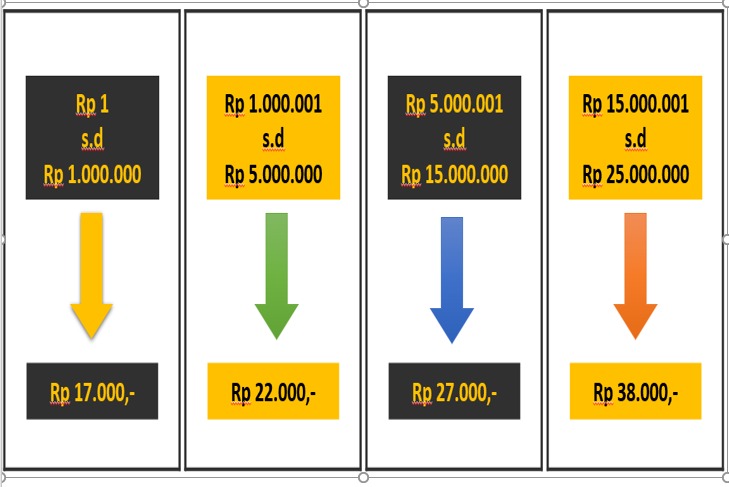 Rp 1
s.d
Rp 1.000.000
Rp 17.000,-
Rp 1.000.001
s.d
Rp 5.000.000
Rp 22.000,-
Rp 5.000.001
s.d
Rp 15.000.000
Rp 27.000,-
Rp 15.000.001
s.d
Rp 25.000.000
Rp 38.000,-